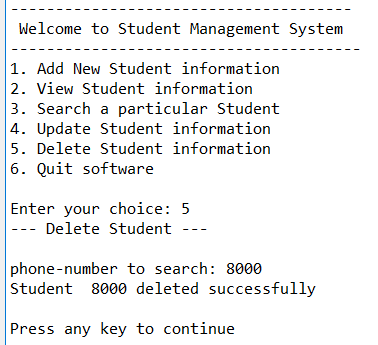 --------------------------------------
Welcome to Student Management System
---------------------------------------
1. Add New Student information
2. View Student information
3. Search a particular Student
4. Update Student information
5. Delete Student information
6. Quit software
Enter your choice: 5
--- Delete Student ---
phone-number to search: 8000
Student  8000 deleted successfully
Press any key to continue